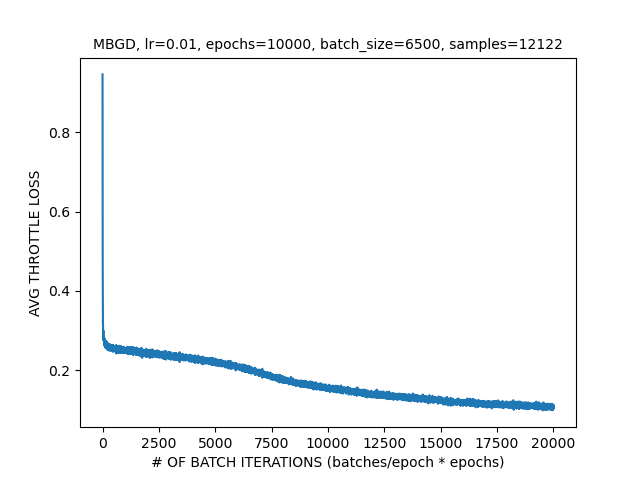 MBGD, lr=0.01, epochs=10000, batch_size=6500, samples=12122
AVG THROTTLE LOSS
0.8
0.6
0.4
0.2
0 2500 5000 7500 10000 12500 15000 17500 20000
# OF BATCH ITERATIONS (batches/epoch * epochs)